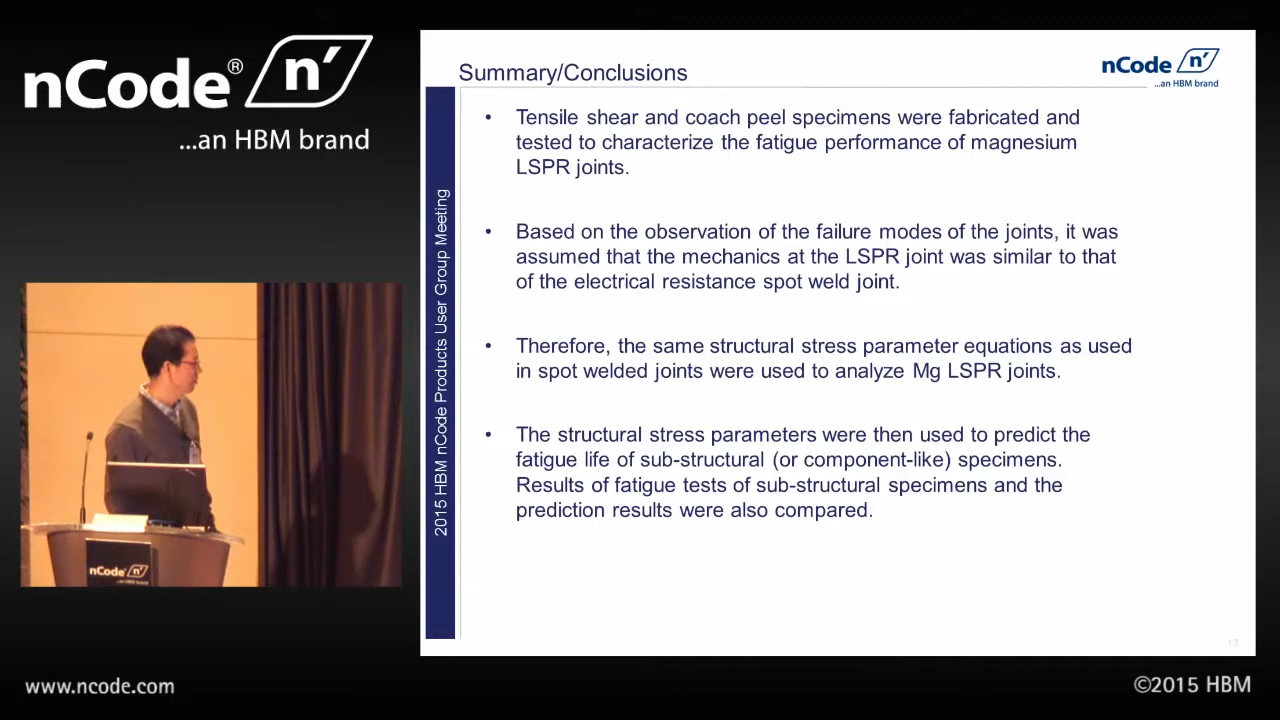 nCode® n'
...an HBM brand
Summary/Conclusions
nCode n'
...an HBM brand
2015 HBM nCode Products User Group Meeting
• Tensile shear and coach peel specimens were fabricated and
tested to characterize the fatigue performance of magnesium
LSPR joints.
• Based on the observation of the failure modes of the joints, it was
assumed that the mechanics at the LSPR joint was similar to that
of the electrical resistance spot weld joint.
• Therefore, the same structural stress parameter equations as used
in spot welded joints were used to analyze Mg LSPR joints.
• The structural stress parameters were then used to predict the
fatigue life of sub-structural (or component-like) specimens.
Results of fatigue tests of sub-structural specimens and the
prediction results were also compared.
13
nCode n'
...an HBM brand
www.ncode.com
©2015 HBM